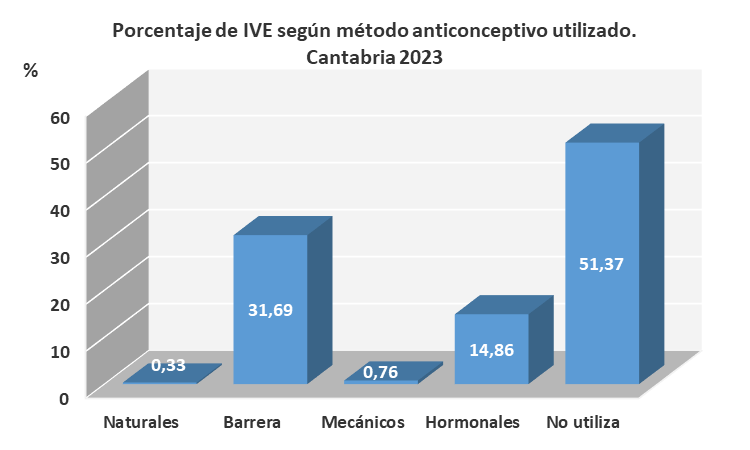 Porcentaje de IVE según método anticonceptivo utilizado.
Cantabria 2023
%
60
50
40
30
20
10
0
0,33
31,69
0,76
14,86
51,37
Naturales
Barrera
Mecánicos
Hormonales
No utiliza